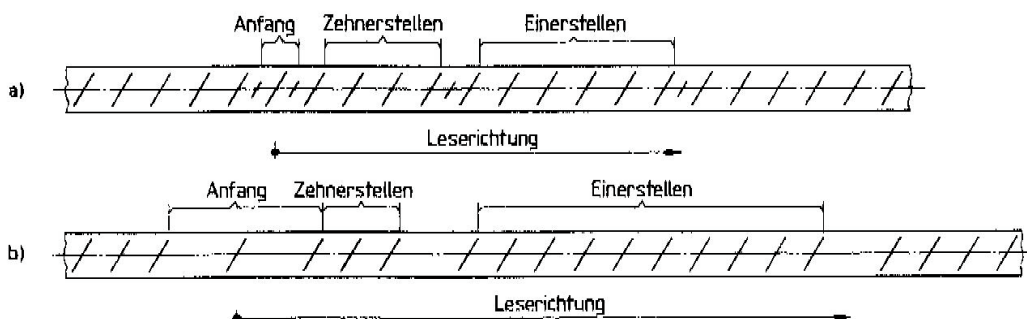 Anfang Zehnerstellen Einerstellen
a)
Leserichtung
Anfang Zehnerstellen Einerstellen
b)
Leserichtung